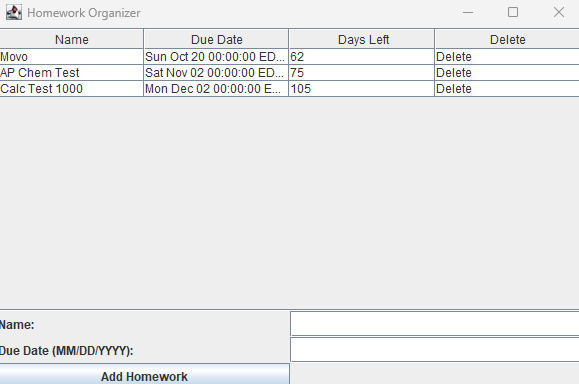 Homework Organizer
Name Due Date Days Left Delete
Movo Sun Oct 20 00:00:00 ED... 62 Delete
AP Chem Test Sat Nov 02 00:00:00 ED... 75 Delete
Calc Test 1000 Mon Dec 02 00:00:00 E... 105 Delete
Name:
Due Date (MM/DD/YYYY):
Add Homework